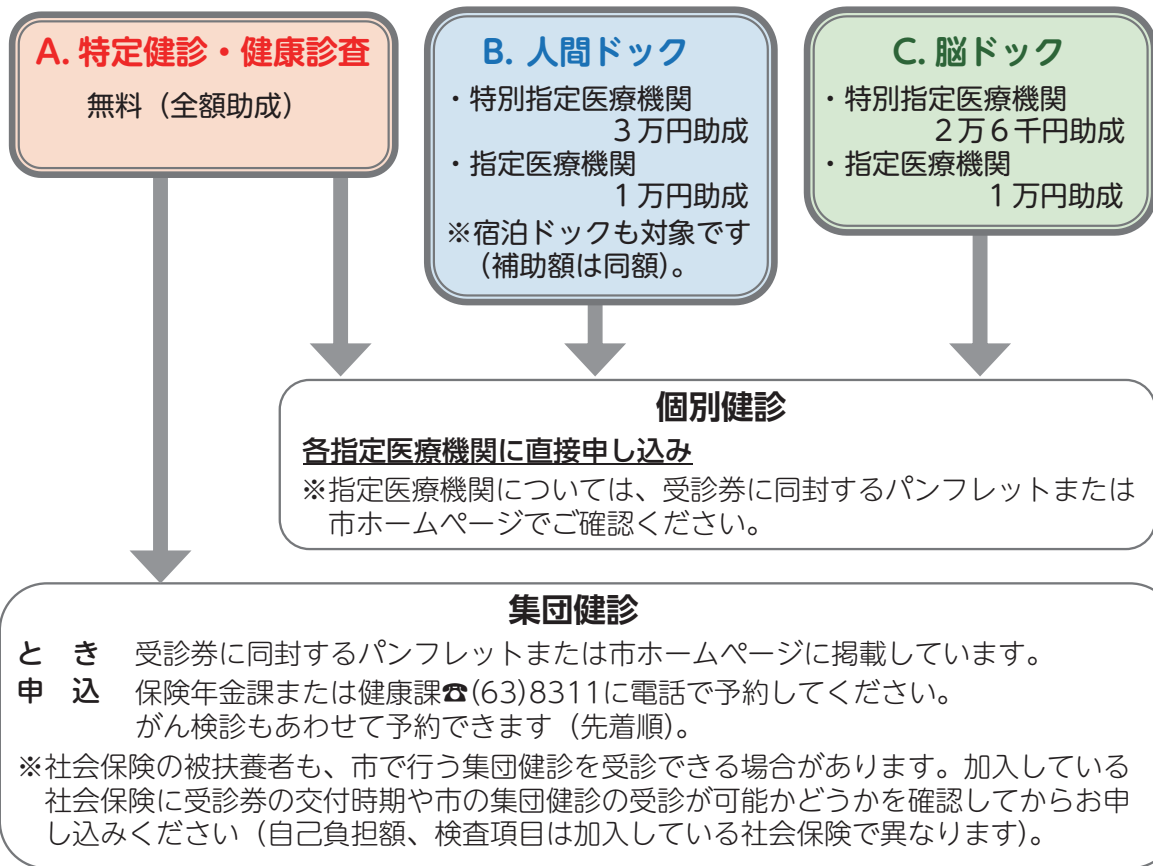 A. 特定健診・健康診査
無料（全額助成）
B. 人間ドック
・特別指定医療機関
３万円助成
・指定医療機関
１万円助成
※宿泊ドックも対象です
（補助額は同額）。
C. 脳ドック
・特別指定医療機関
２万６千円助成
・指定医療機関
１万円助成
個別健診
各指定医療機関に直接申し込み
※指定医療機関については、受診券に同封するパンフレットまたは
市ホームページでご確認ください。
集団健診
と　き　受診券に同封するパンフレットまたは市ホームページに掲載しています。
申　込　保険年金課または健康課☎(63)8311に電話で予約してください。
がん検診もあわせて予約できます（先着順）。
※社会保険の被扶養者も、市で行う集団健診を受診できる場合があります。加入している
社会保険に受診券の交付時期や市の集団健診の受診が可能かどうかを確認してからお申
し込みください（自己負担額、検査項目は加入している社会保険で異なります）。